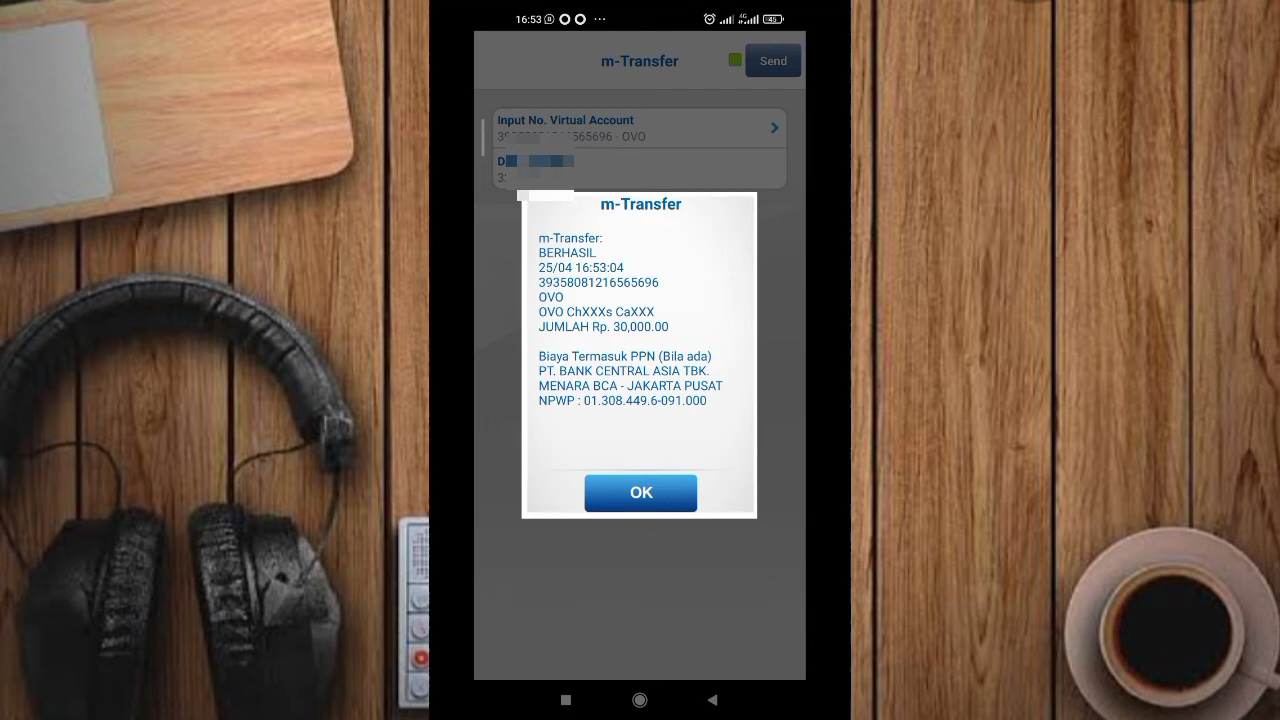 16:53
4G
45
m-Transfer
Send
Input No. Virtual Account
565696 - OVO
m-Transfer
m-Transfer:
BERHASIL
25/04 16:53:04
39358081216565696
OVO
OVO ChXXXs CaXXX
JUMLAH Rp. 30,000.00
Biaya Termasuk PPN (Bila ada)
PT. BANK CENTRAL ASIA TBK.
MENARA BCA - JAKARTA PUSAT
NPWP : 01.308.449.6-091.000
OK